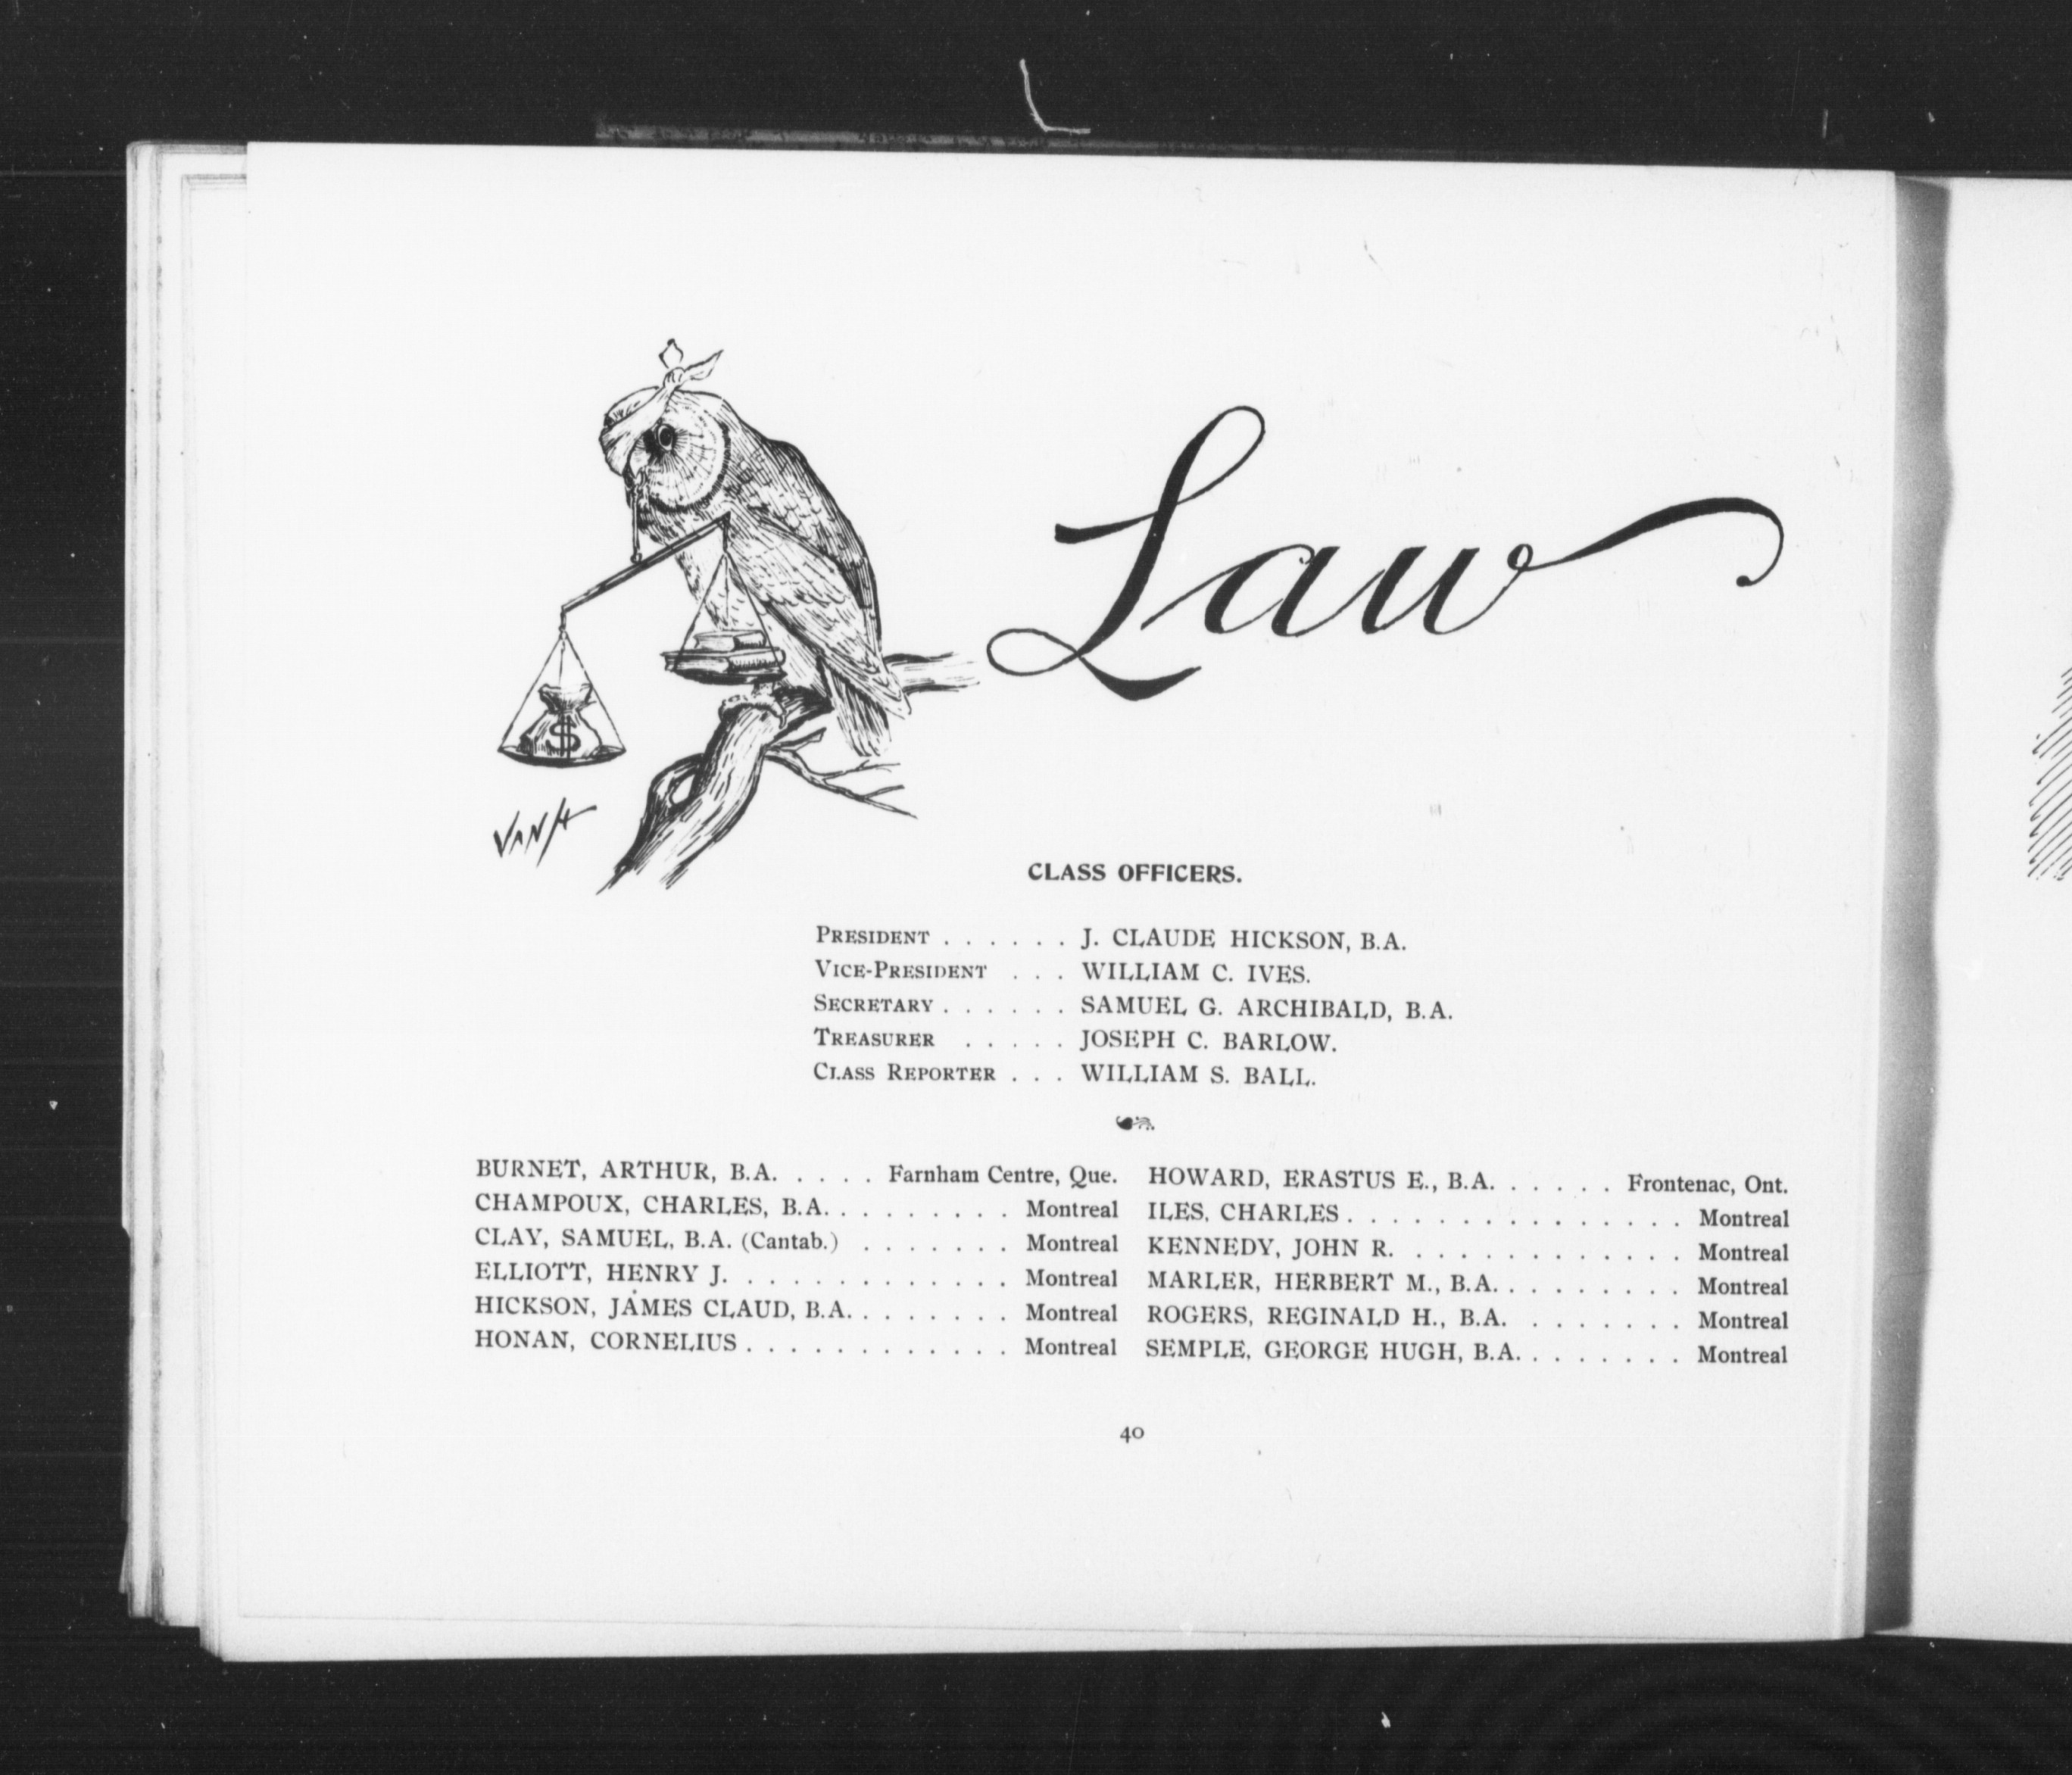 Law
$
VAN H
CLASS OFFICERS.
PRESIDENT . . . . . . J. CLAUDE HICKSON, B.A.
VICE-PRESIDENT . . . WILLIAM C. IVES.
SECRETARY . . . . . . SAMUEL G. ARCHIBALD, B.A.
TREASURER . . . . . JOSEPH C. BARLOW.
CLASS REPORTER . . . WILLIAM S. BALL.
BURNET, ARTHUR, B.A. . . . . Farnham Centre, Que.
CHAMPOUX, CHARLES, B.A. . . . . . . . . Montreal
CLAY, SAMUEL, B.A. (Cantab.) . . . . . . . Montreal
ELLIOTT, HENRY J. . . . . . . . . . . . . Montreal
HICKSON, JAMES CLAUD, B.A. . . . . . . . Montreal
HONAN, CORNELIUS . . . . . . . . . . . . Montreal
HOWARD, ERASTUS E., B.A. . . . . . Frontenac, Ont.
ILES, CHARLES . . . . . . . . . . . . . . . Montreal
KENNEDY, JOHN R. . . . . . . . . . . . . Montreal
MARLER, HERBERT M., B.A. . . . . . . . . Montreal
ROGERS, REGINALD H., B.A. . . . . . . . Montreal
SEMPLE, GEORGE HUGH, B.A. . . . . . . . Montreal
40